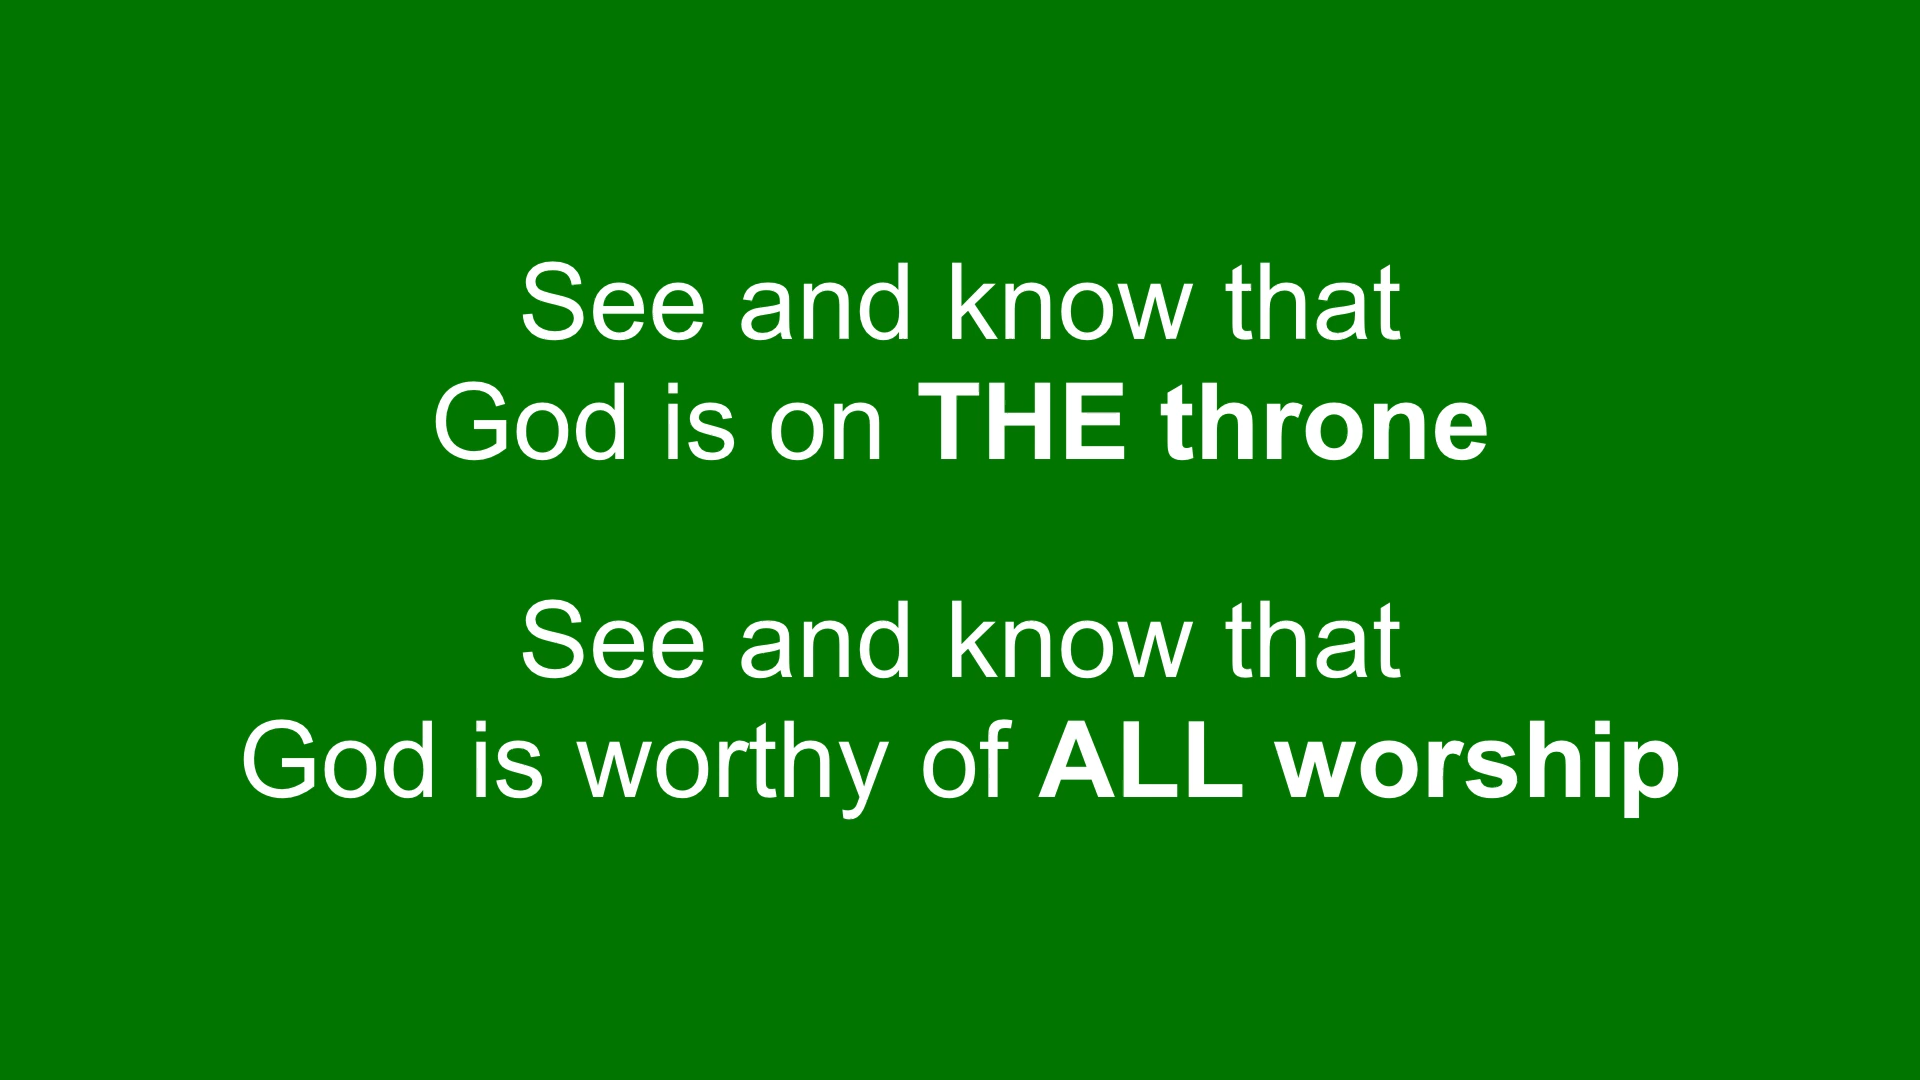 See and know that
God is on THE throne
See and know that
God is worthy of ALL worship